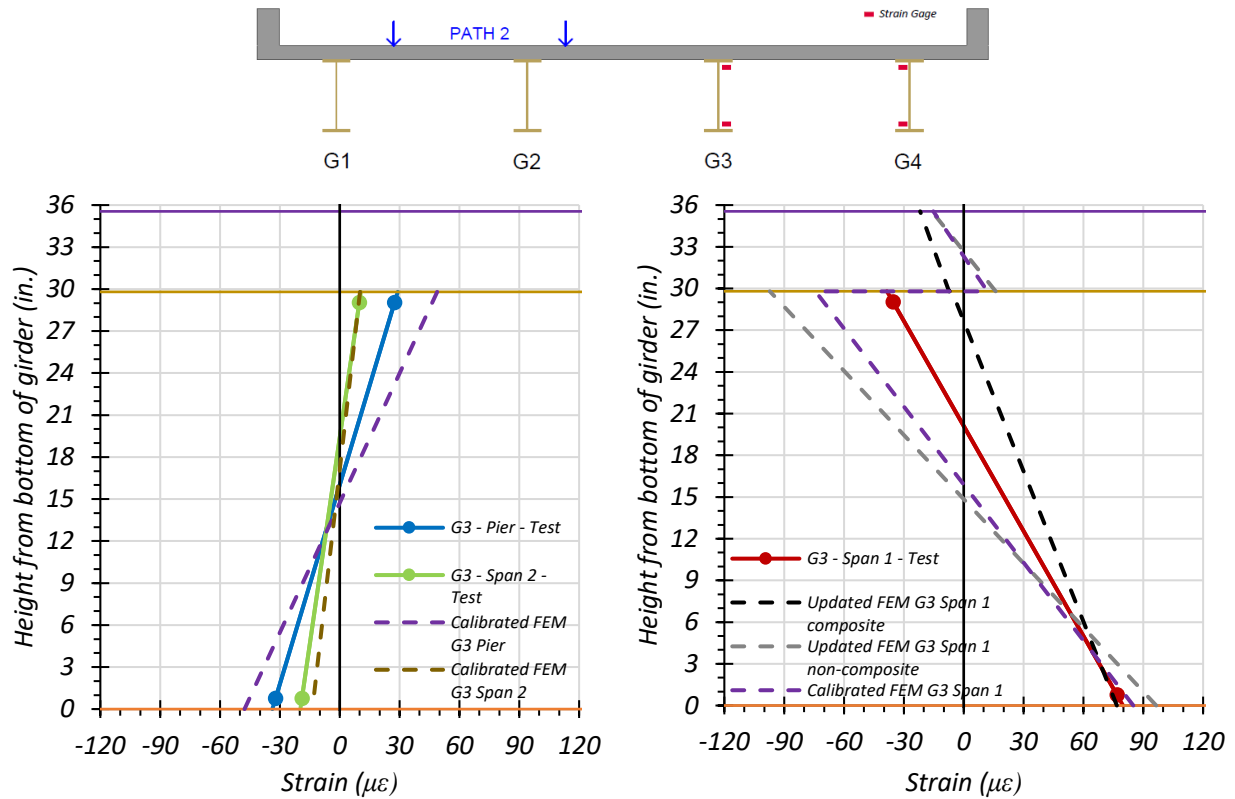 Strain Gage
PATH 2
G1
G2
G3
G4
Height from bottom of girder (in.)
36
33
30
27
24
21
18
15
12
9
6
3
0
-120
-90
-60
-30
0
30
60
90
120
Strain (με)
G3 - Pier - Test
G3 - Span 2 -
Test
Calibrated FEM
G3 Pier
Calibrated FEM
G3 Span 2
Height from bottom of girder (in.)
36
33
30
27
24
21
18
15
12
9
6
3
0
-120
-90
-60
-30
0
30
60
90
120
Strain (με)
G3 - Span 1 - Test
Updated FEM G3 Span 1
composite
Updated FEM G3 Span 1
non-composite
Calibrated FEM G3 Span 1